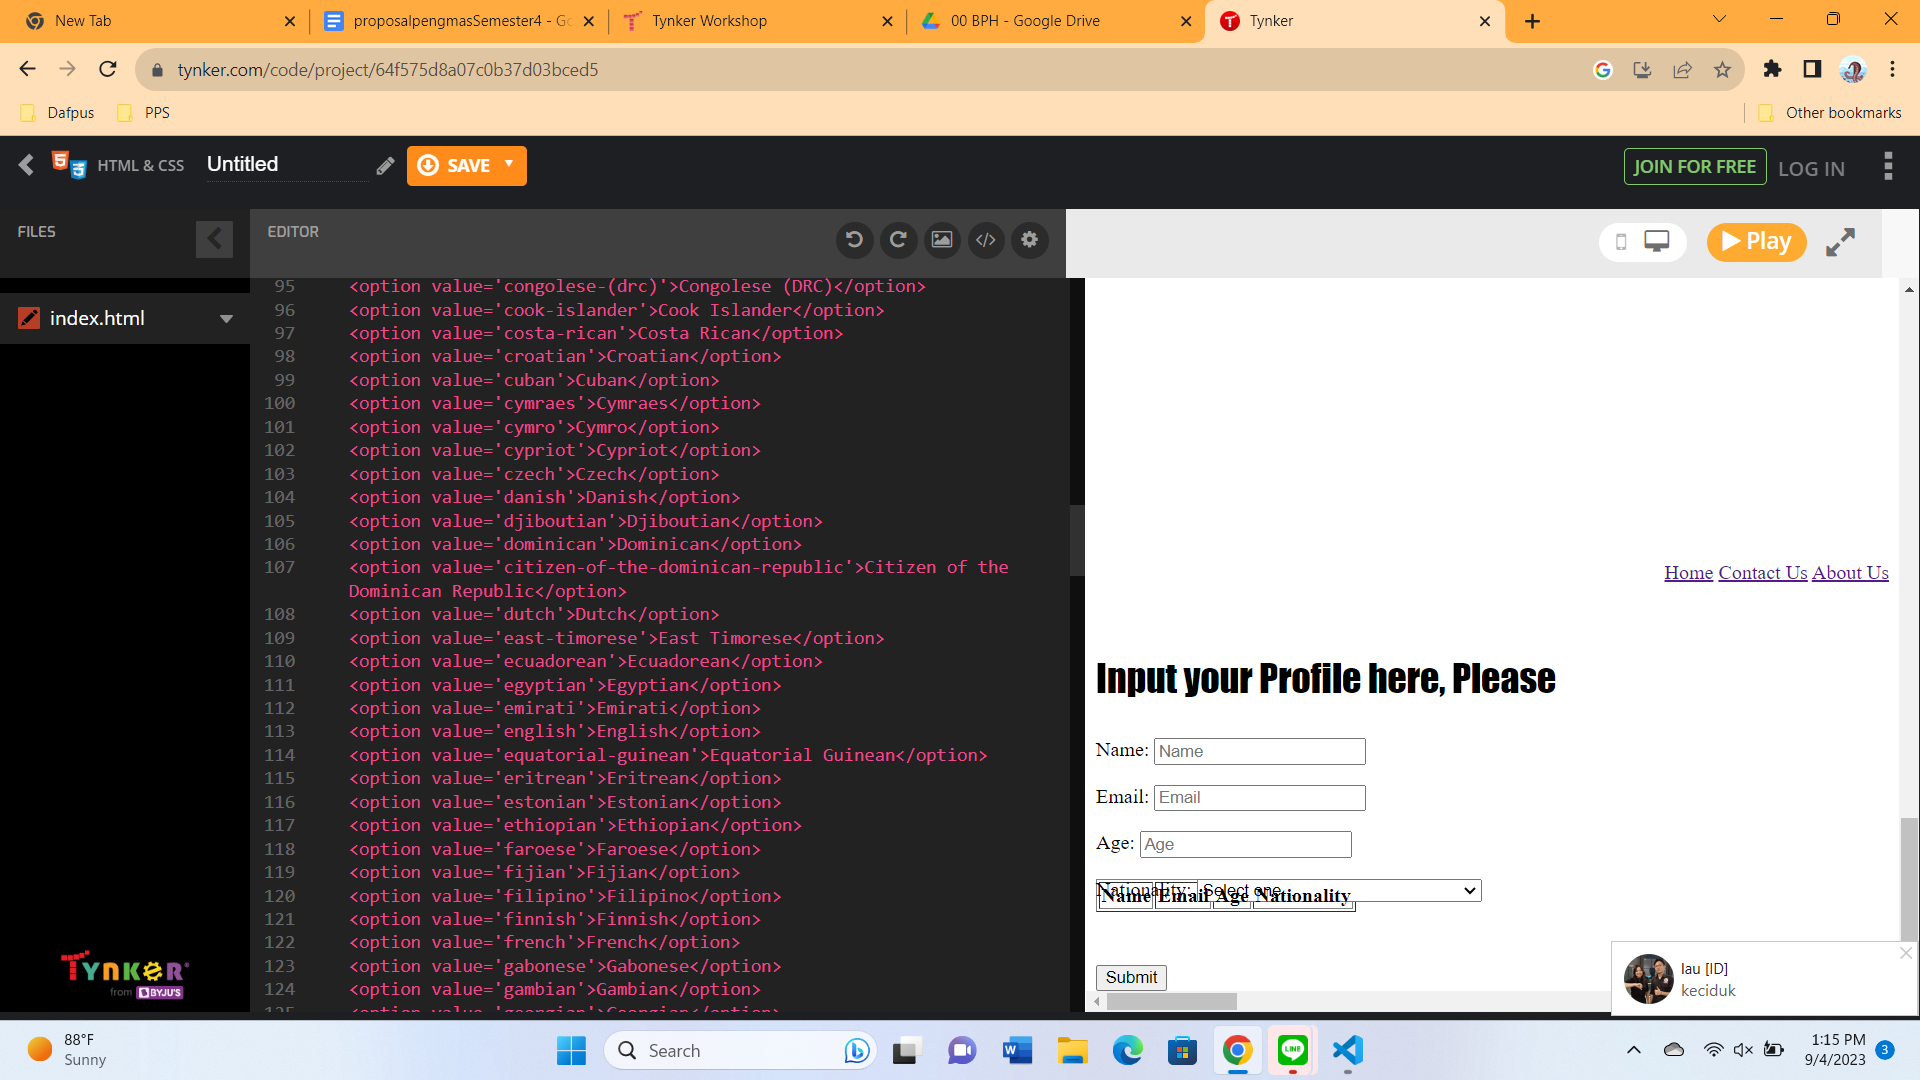 New Tab
proposalpengmasSemester4 - Go
Tynker Workshop
00 BPH - Google Drive
Tynker
tynker.com/code/project/64f575d8a07c0b37d03bced5
Dafpus
PPS
Other bookmarks
HTML & CSS
Untitled
SAVE
JOIN FOR FREE
LOG IN
FILES
EDITOR
Play
index.html
95 <option value='congolese-(drc)'>Congolese (DRC)</option>
96 <option value='cook-islander'>Cook Islander</option>
97 <option value='costa-rican'>Costa Rican</option>
98 <option value='croatian'>Croatian</option>
99 <option value='cuban'>Cuban</option>
100 <option value='cymraes'>Cymraes</option>
101 <option value='cymro'>Cymro</option>
102 <option value='cypriot'>Cypriot</option>
103 <option value='czech'>Czech</option>
104 <option value='danish'>Danish</option>
105 <option value='djiboutian'>Djiboutian</option>
106 <option value='dominican'>Dominican</option>
107 <option value='citizen-of-the-dominican-republic'>Citizen of the
Dominican Republic</option>
108 <option value='dutch'>Dutch</option>
109 <option value='east-timorese'>East Timorese</option>
110 <option value='ecuadorean'>Ecuadorean</option>
111 <option value='egyptian'>Egyptian</option>
112 <option value='emirati'>Emirati</option>
113 <option value='english'>English</option>
114 <option value='equatorial-guinean'>Equatorial Guinean</option>
115 <option value='eritrean'>Eritrean</option>
116 <option value='estonian'>Estonian</option>
117 <option value='ethiopian'>Ethiopian</option>
118 <option value='faroese'>Faroese</option>
119 <option value='fijian'>Fijian</option>
120 <option value='filipino'>Filipino</option>
121 <option value='finnish'>Finnish</option>
122 <option value='french'>French</option>
123 <option value='gabonese'>Gabonese</option>
124 <option value='gambian'>Gambian</option>
125 <option value='georgian'>Georgian</option>
Home Contact Us About Us
Input your Profile here, Please
Name: Name
Email: Email
Age: Age
Nationality: Select one
Name Email Age Nationality
Submit
TYNKER
from BYJU'S
lau [ID]
keciduk
88°F
Sunny
Search
LINE
1:15 PM
9/4/2023
3